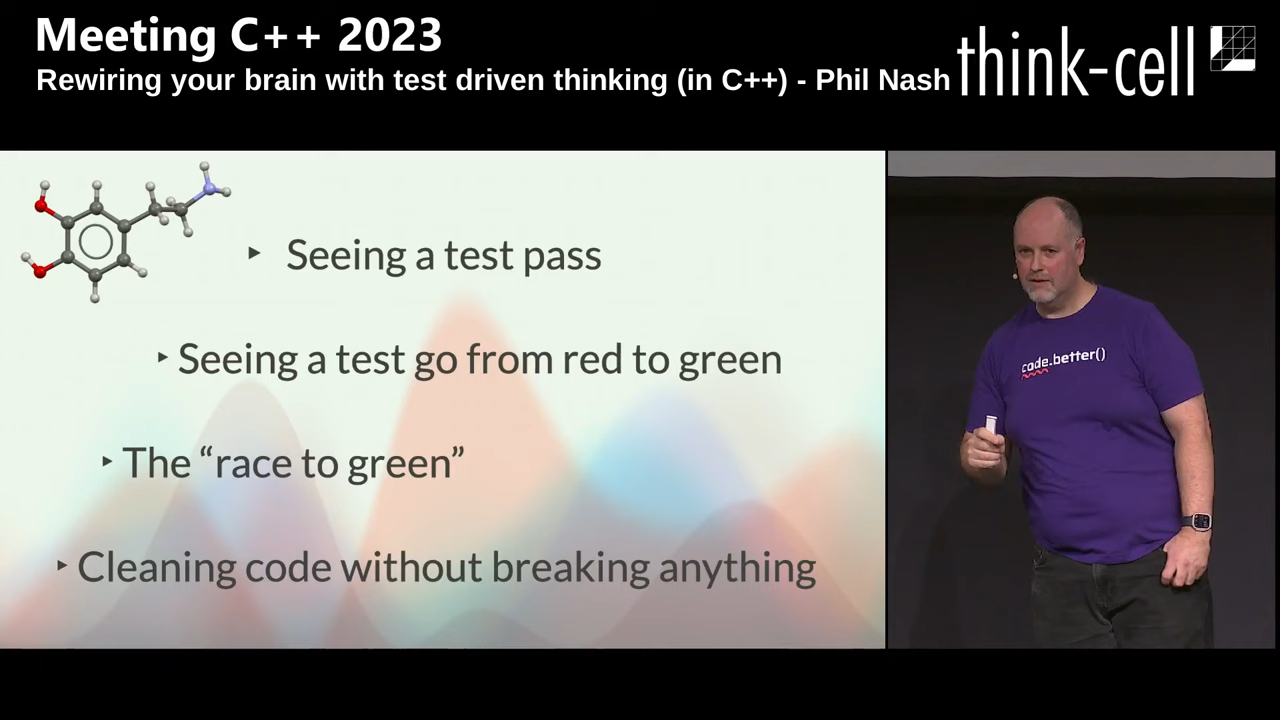 Meeting C++ 2023
Rewiring your brain with test driven thinking (in C++) - Phil Nash
think-cell
Seeing a test pass
Seeing a test go from red to green
The “race to green”
Cleaning code without breaking anything
code.better()